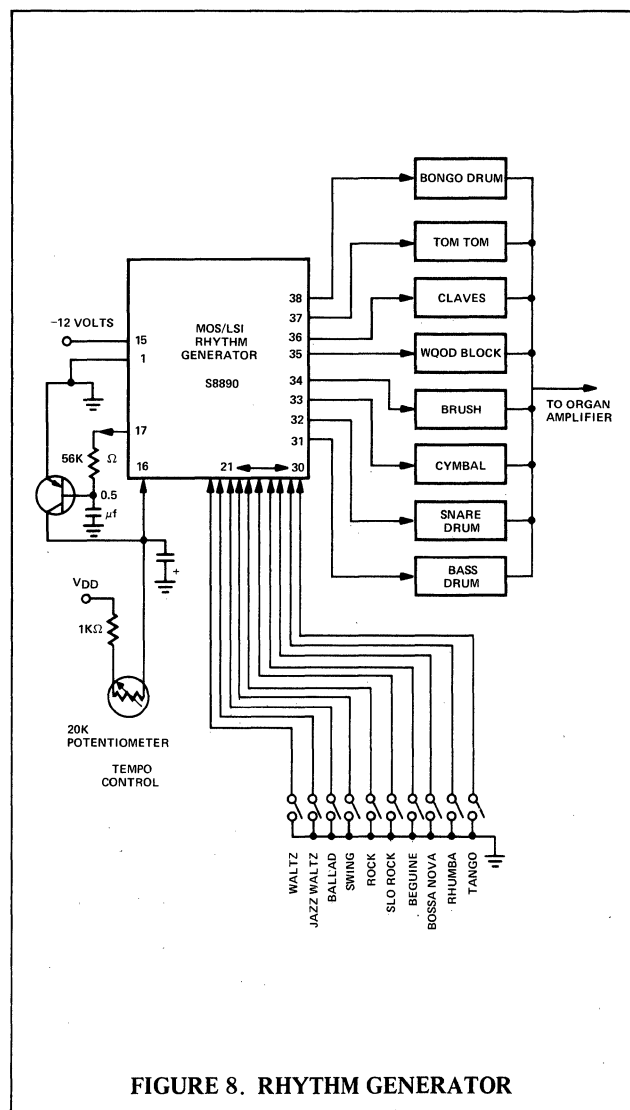 BONGO DRUM
TOM TOM
CLAVES
WOOD BLOCK
BRUSH
CYMBAL
SNARE DRUM
BASS DRUM
TO ORGAN
AMPLIFIER
38
37
36
35
34
33
32
31
MOS/LSI
RHYTHM
GENERATOR
S8890
-12 VOLTS
15
1
17
16
21
30
56K Ω
0.5
μf
+
VDD
1KΩ
20K
POTENTIOMETER
TEMPO
CONTROL
WALTZ
JAZZ WALTZ
BALLAD
SWING
ROCK
SLO ROCK
BEGUINE
BOSSA NOVA
RHUMBA
TANGO
FIGURE 8. RHYTHM GENERATOR